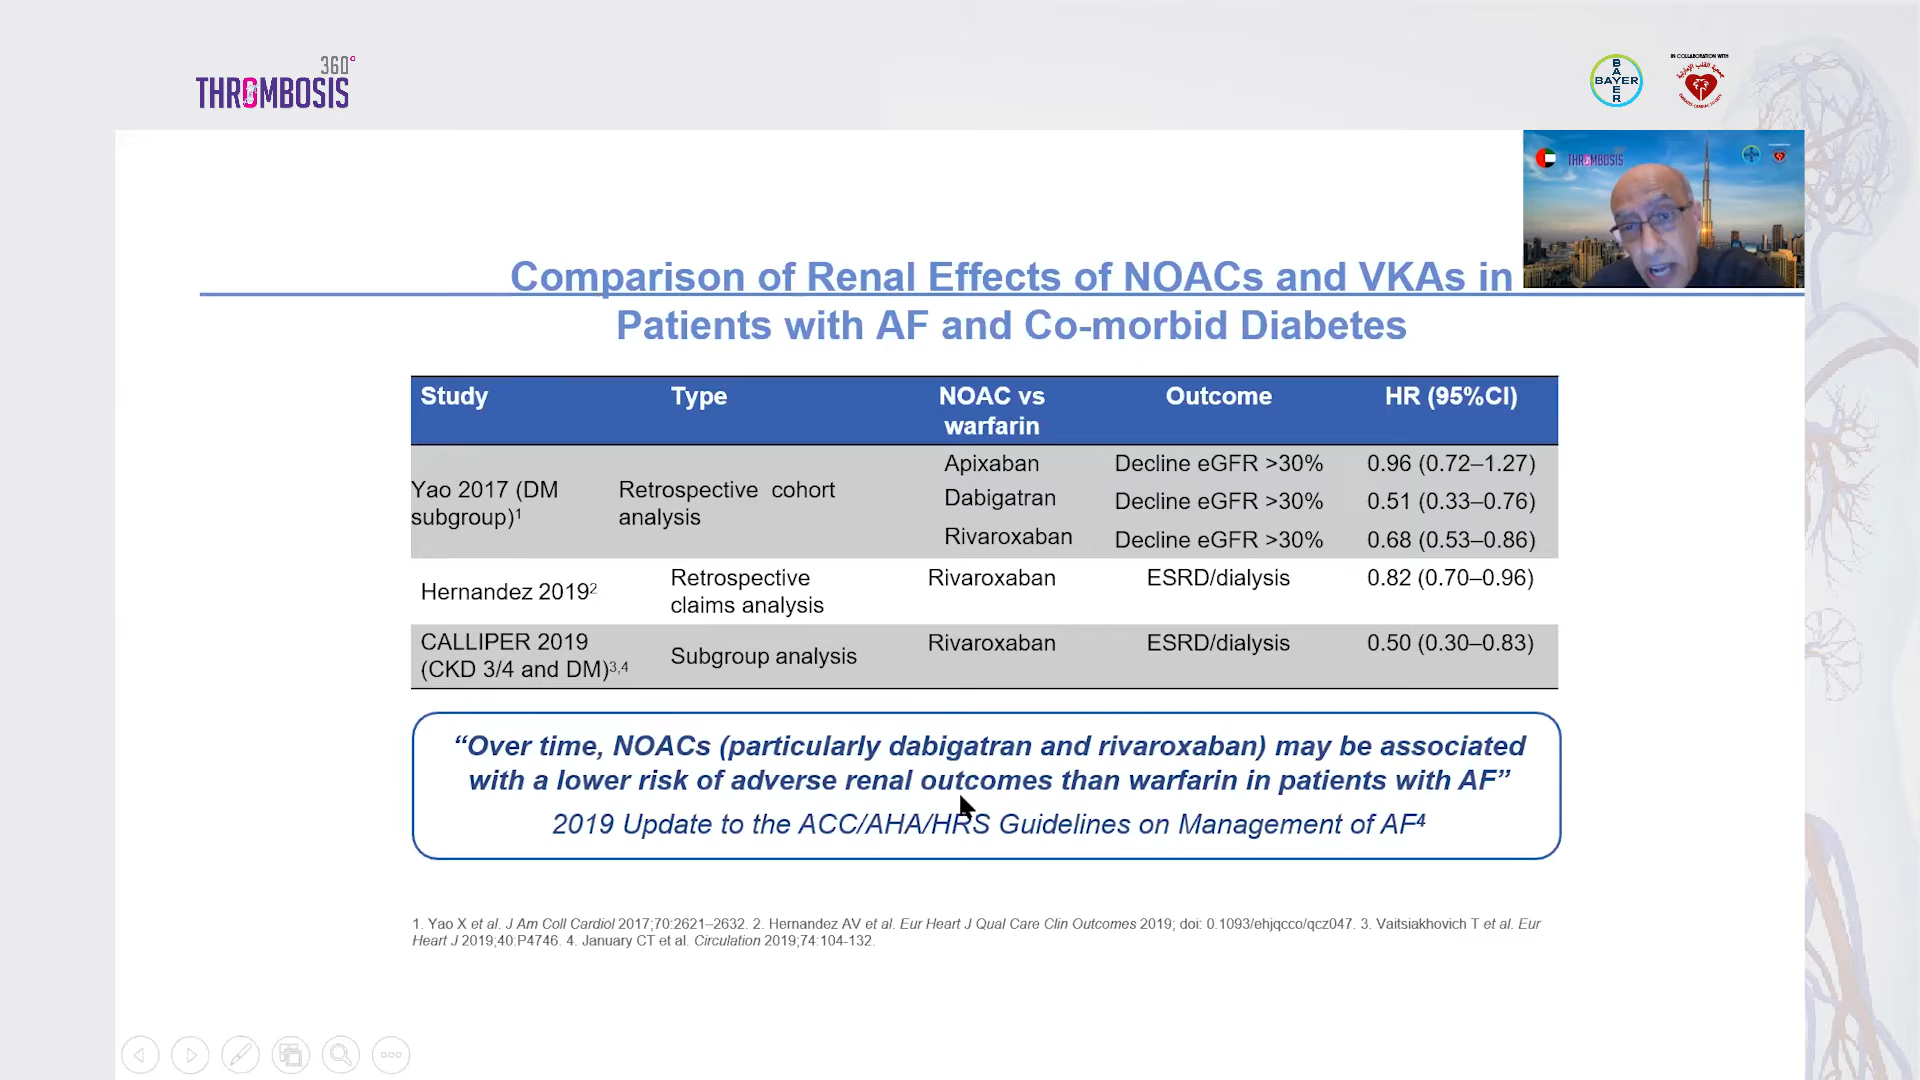 360°
THROMBOSIS
BAYER
BAYER
IN COLLABORATION WITH
THROMBOSIS
Comparison of Renal Effects of NOACs and VKAs in
Patients with AF and Co-morbid Diabetes
Study Type NOAC vs warfarin Outcome HR (95%CI)
Yao 2017 (DM subgroup)1 Retrospective cohort analysis Apixaban Decline eGFR >30% 0.96 (0.72–1.27)
Dabigatran Decline eGFR >30% 0.51 (0.33–0.76)
Rivaroxaban Decline eGFR >30% 0.68 (0.53–0.86)
Hernandez 20192 Retrospective claims analysis Rivaroxaban ESRD/dialysis 0.82 (0.70–0.96)
CALLIPER 2019 (CKD 3/4 and DM)3,4 Subgroup analysis Rivaroxaban ESRD/dialysis 0.50 (0.30–0.83)
“Over time, NOACs (particularly dabigatran and rivaroxaban) may be associated
with a lower risk of adverse renal outcomes than warfarin in patients with AF”
2019 Update to the ACC/AHA/HRS Guidelines on Management of AF4
1. Yao X et al. J Am Coll Cardiol 2017;70:2621–2632. 2. Hernandez AV et al. Eur Heart J Qual Care Clin Outcomes 2019; doi: 0.1093/ehjqcco/qcz047. 3. Vaitsiakhovich T et al. Eur
Heart J 2019;40:P4746. 4. January CT et al. Circulation 2019;74:104-132.